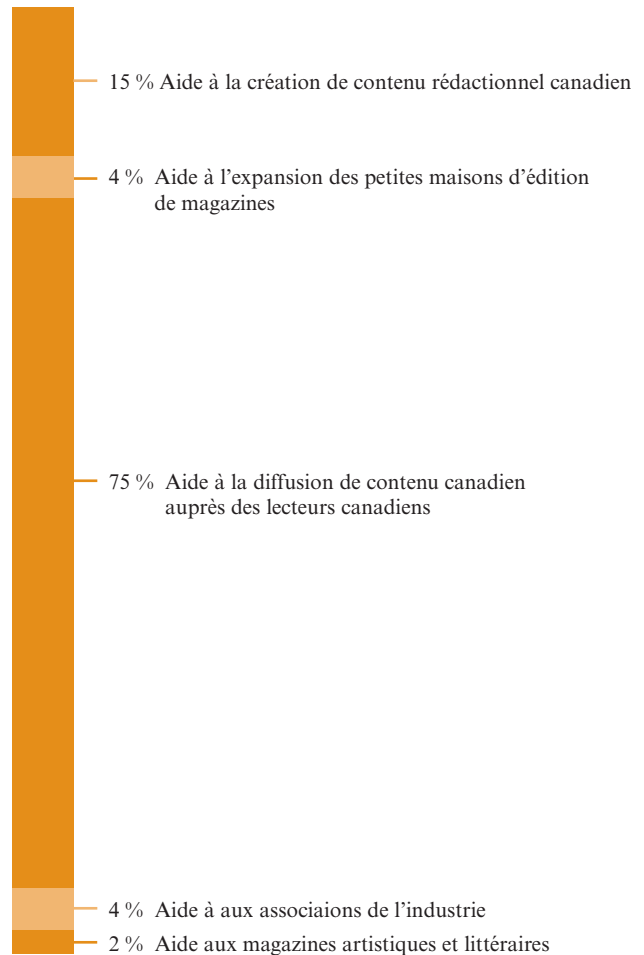 15 % Aide à la création de contenu rédactionnel canadien
4 % Aide à l’expansion des petites maisons d’édition
de magazines
75 % Aide à la diffusion de contenu canadien
auprès des lecteurs canadiens
4 % Aide à aux associaions de l’industrie
2 % Aide aux magazines artistiques et littéraires